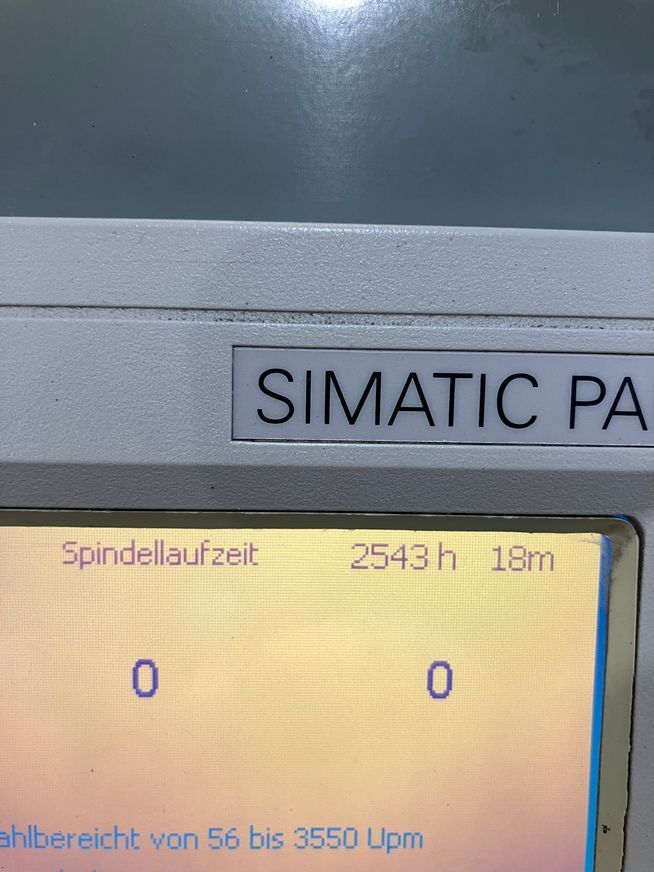 SIMATIC PA
Spindellaufzeit 2543 h 18m
0 0
ahlbereicht von 56 bis 3550 Upm